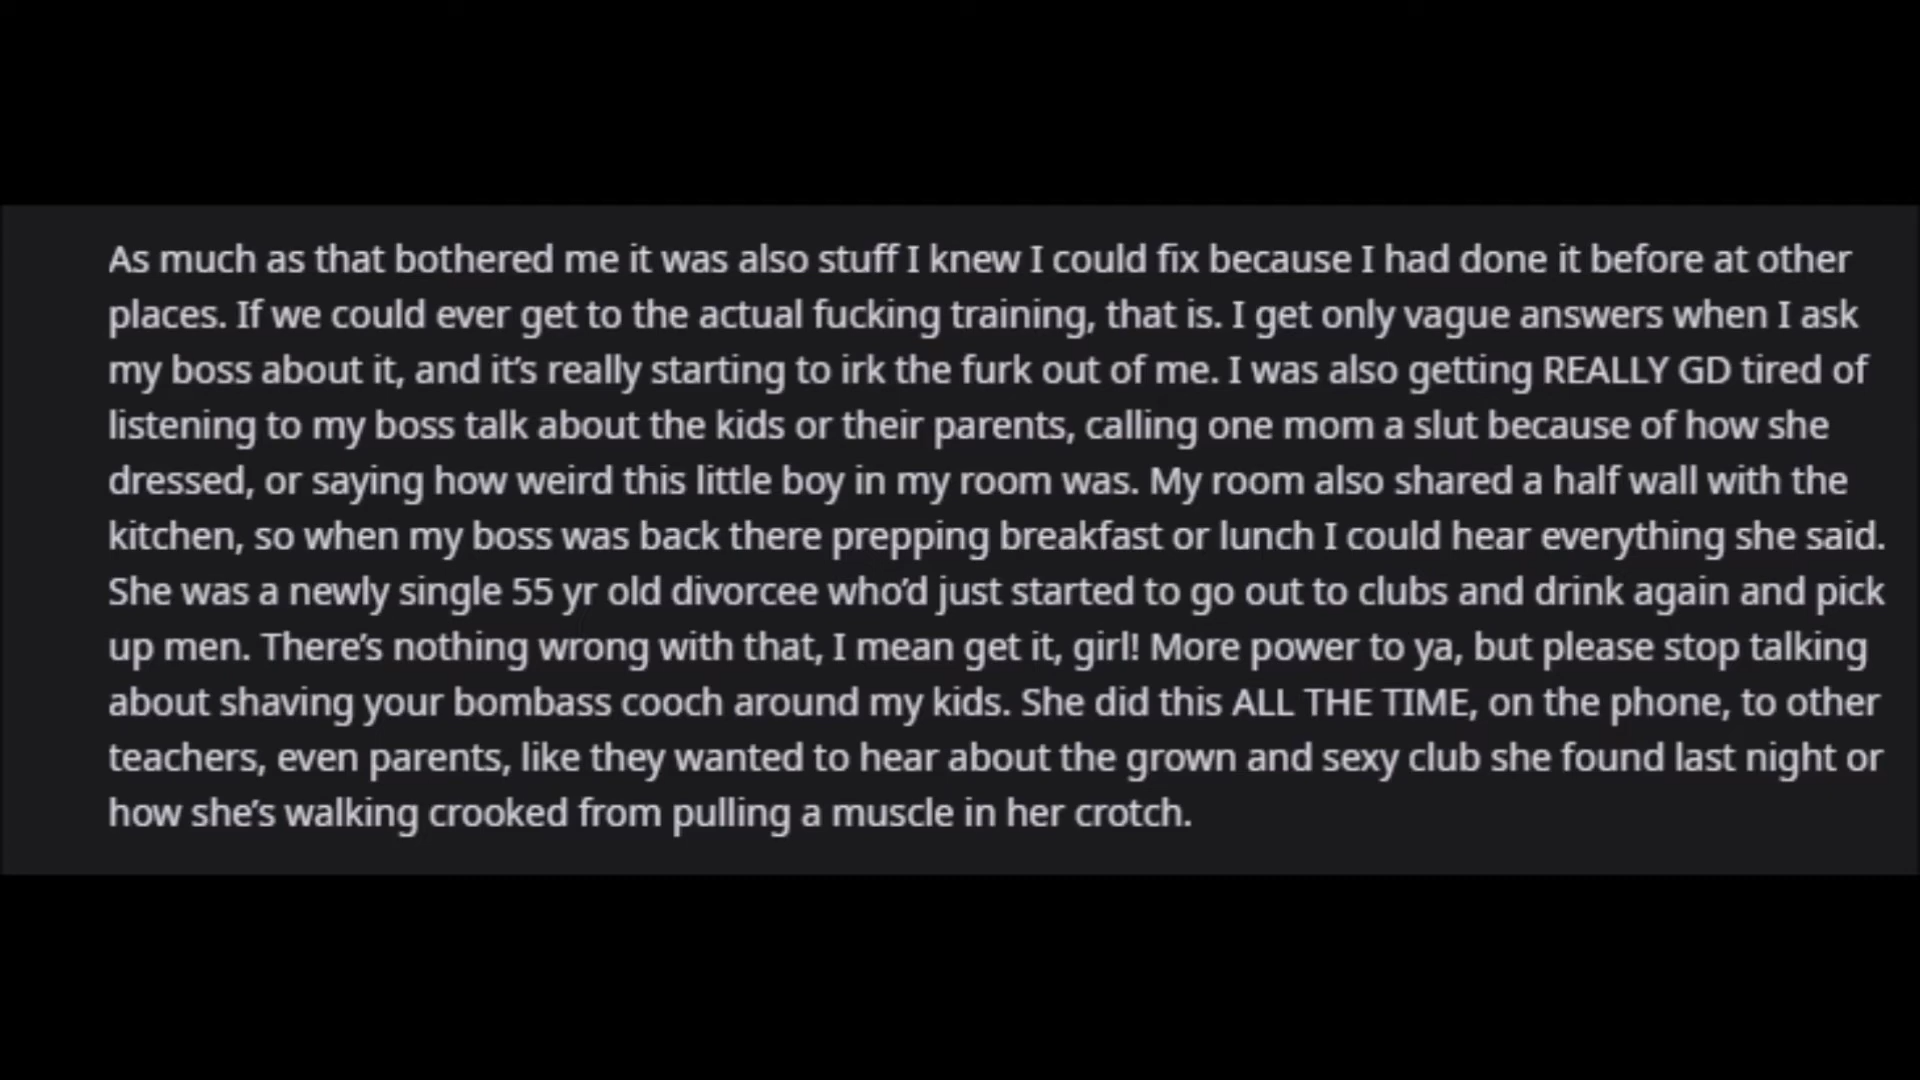 As much as that bothered me it was also stuff I knew I could fix because I had done it before at other
places. If we could ever get to the actual fucking training, that is. I get only vague answers when I ask
my boss about it, and it’s really starting to irk the furk out of me. I was also getting REALLY GD tired of
listening to my boss talk about the kids or their parents, calling one mom a slut because of how she
dressed, or saying how weird this little boy in my room was. My room also shared a half wall with the
kitchen, so when my boss was back there prepping breakfast or lunch I could hear everything she said.
She was a newly single 55 yr old divorcee who’d just started to go out to clubs and drink again and pick
up men. There’s nothing wrong with that, I mean get it, girl! More power to ya, but please stop talking
about shaving your bombass cooch around my kids. She did this ALL THE TIME, on the phone, to other
teachers, even parents, like they wanted to hear about the grown and sexy club she found last night or
how she’s walking crooked from pulling a muscle in her crotch.